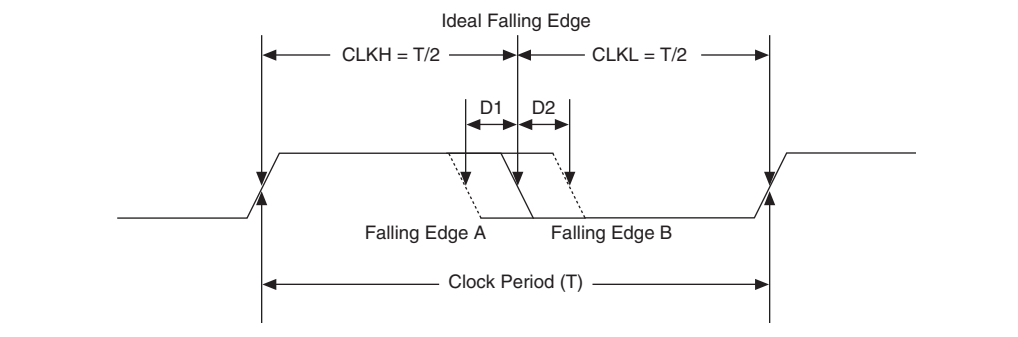 Ideal Falling Edge
CLKH = T/2
CLKL = T/2
D1
D2
Falling Edge A
Falling Edge B
Clock Period (T)